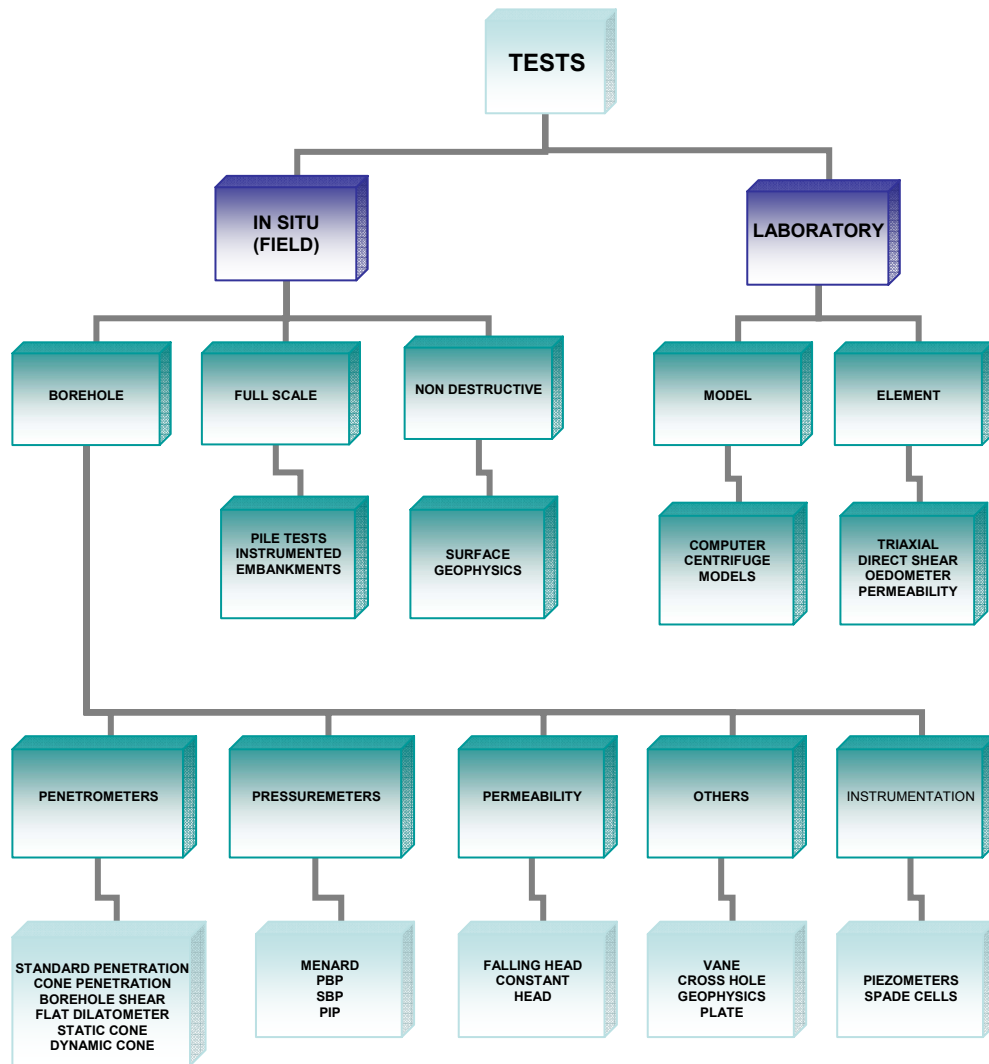 TESTS
IN SITU
(FIELD)
LABORATORY
BOREHOLE
FULL SCALE
NON DESTRUCTIVE
MODEL
ELEMENT
PILE TESTS
INSTRUMENTED
EMBANKMENTS
SURFACE
GEOPHYSICS
COMPUTER
CENTRIFUGE
MODELS
TRIAXIAL
DIRECT SHEAR
OEDOMETER
PERMEABILITY
PENETROMETERS
PRESSUREMETERS
PERMEABILITY
OTHERS
INSTRUMENTATION
STANDARD PENETRATION
CONE PENETRATION
BOREHOLE SHEAR
FLAT DILATOMETER
STATIC CONE
DYNAMIC CONE
MENARD
PBP
SBP
PIP
FALLING HEAD
CONSTANT
HEAD
VANE
CROSS HOLE
GEOPHYSICS
PLATE
PIEZOMETERS
SPADE CELLS